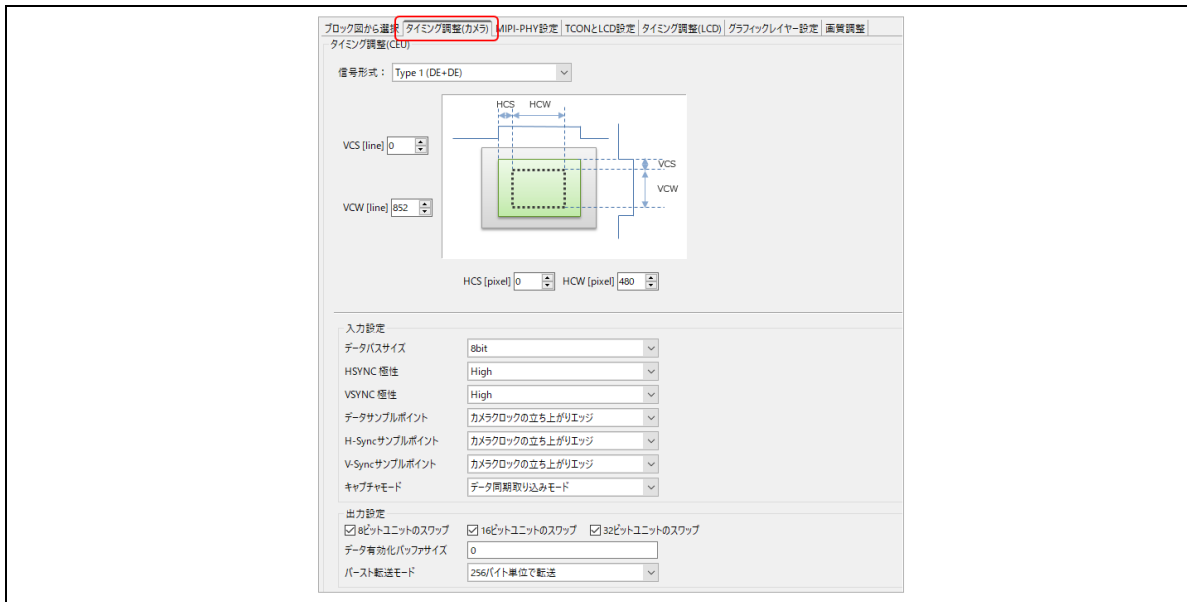 ブロック図から選択 タイミング調整(カメラ) MIPI-PHY設定 TCONとLCD設定 タイミング調整(LCD) グラフィックレイヤー設定 画質調整
タイミング調整(CEU)
信号形式： Type 1 (DE+DE)
HCS HCW
VCS [line] 0
VCS
VCW
VCW [line] 852
HCS [pixel] 0 HCW [pixel] 480
入力設定
データバスサイズ 8bit
HSYNC 極性 High
VSYNC 極性 High
データサンプルポイント カメラクロックの立ち上がりエッジ
H-Syncサンプルポイント カメラクロックの立ち上がりエッジ
V-Syncサンプルポイント カメラクロックの立ち上がりエッジ
キャプチャモード データ同期取り込みモード
出力設定
8ビットユニットのスワップ 16ビットユニットのスワップ 32ビットユニットのスワップ
データ有効化バッファサイズ 0
バースト転送モード 256バイト単位で転送